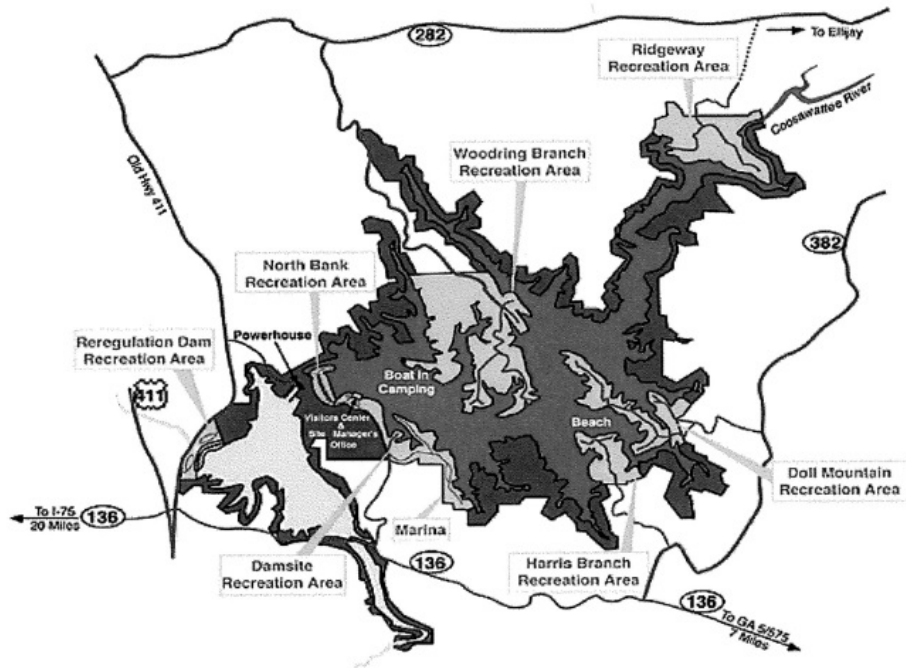 282
To Ellijay
Ridgeway
Recreation Area
Coosawattee River
Woodring Branch
Recreation Area
Old Hwy 411
382
North Bank
Recreation Area
Powerhouse
Reregulation Dam
Recreation Area
411
Boat In
Camping
Visitors Center
&
Site Manager's
Office
Beach
Doll Mountain
Recreation Area
To I-75
20 Miles
136
Marina
136
Damsite
Recreation Area
Harris Branch
Recreation Area
136
To GA 5/575
7 Miles